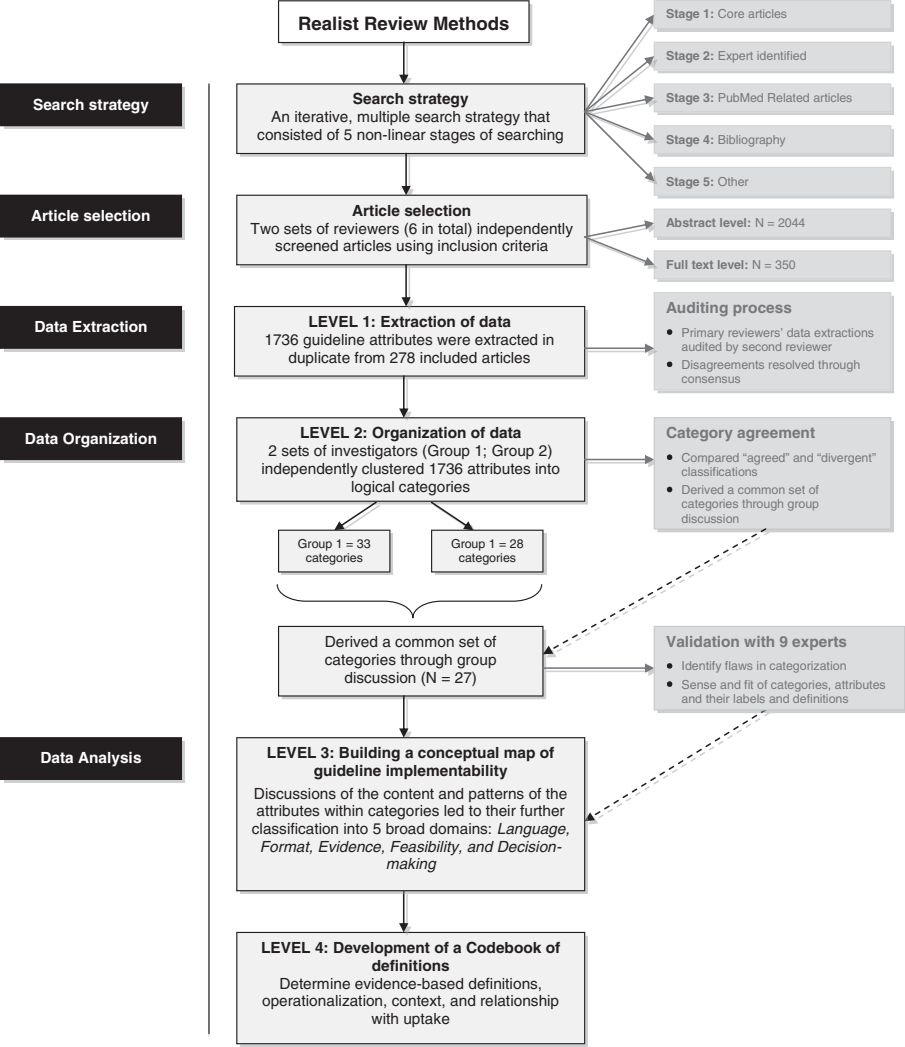 Realist Review Methods
Search strategy
Search strategy
An iterative, multiple search strategy that
consisted of 5 non-linear stages of searching
Stage 1: Core articles
Stage 2: Expert identified
Stage 3: PubMed Related articles
Stage 4: Bibliography
Stage 5: Other
Article selection
Article selection
Two sets of reviewers (6 in total) independently
screened articles using inclusion criteria
Abstract level: N = 2044
Full text level: N = 350
Data Extraction
LEVEL 1: Extraction of data
1736 guideline attributes were extracted in
duplicate from 278 included articles
Auditing process
• Primary reviewers' data extractions
audited by second reviewer
• Disagreements resolved through
consensus
Data Organization
LEVEL 2: Organization of data
2 sets of investigators (Group 1; Group 2)
independently clustered 1736 attributes into
logical categories
Category agreement
• Compared “agreed” and “divergent”
classifications
• Derived a common set of
categories through group
discussion
Group 1 = 33
categories
Group 1 = 28
categories
Derived a common set of
categories through group
discussion (N = 27)
Validation with 9 experts
• Identify flaws in categorization
• Sense and fit of categories, attributes
and their labels and definitions
Data Analysis
LEVEL 3: Building a conceptual map of
guideline implementability
Discussions of the content and patterns of the
attributes within categories led to their further
classification into 5 broad domains: Language,
Format, Evidence, Feasibility, and Decision-
making
LEVEL 4: Development of a Codebook of
definitions
Determine evidence-based definitions,
operationalization, context, and relationship
with uptake